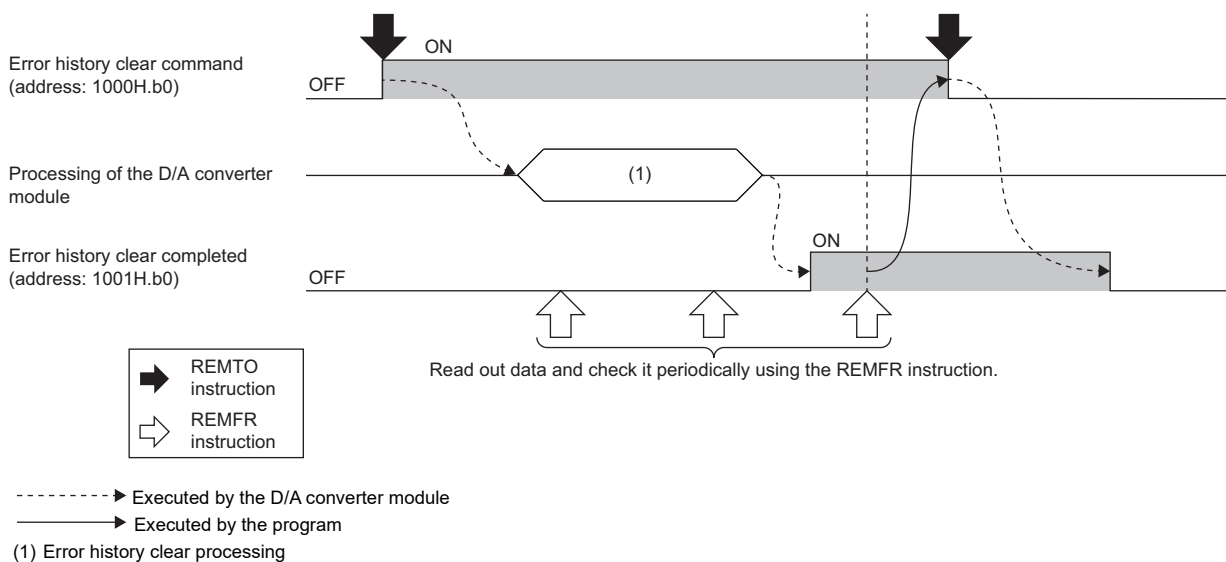 ON
Error history clear command
(address: 1000H.b0)
OFF
Processing of the D/A converter
module
(1)
Error history clear completed
(address: 1001H.b0)
ON
OFF
Read out data and check it periodically using the REMFR instruction.
REMTO
instruction
REMFR
instruction
Executed by the D/A converter module
Executed by the program
(1) Error history clear processing